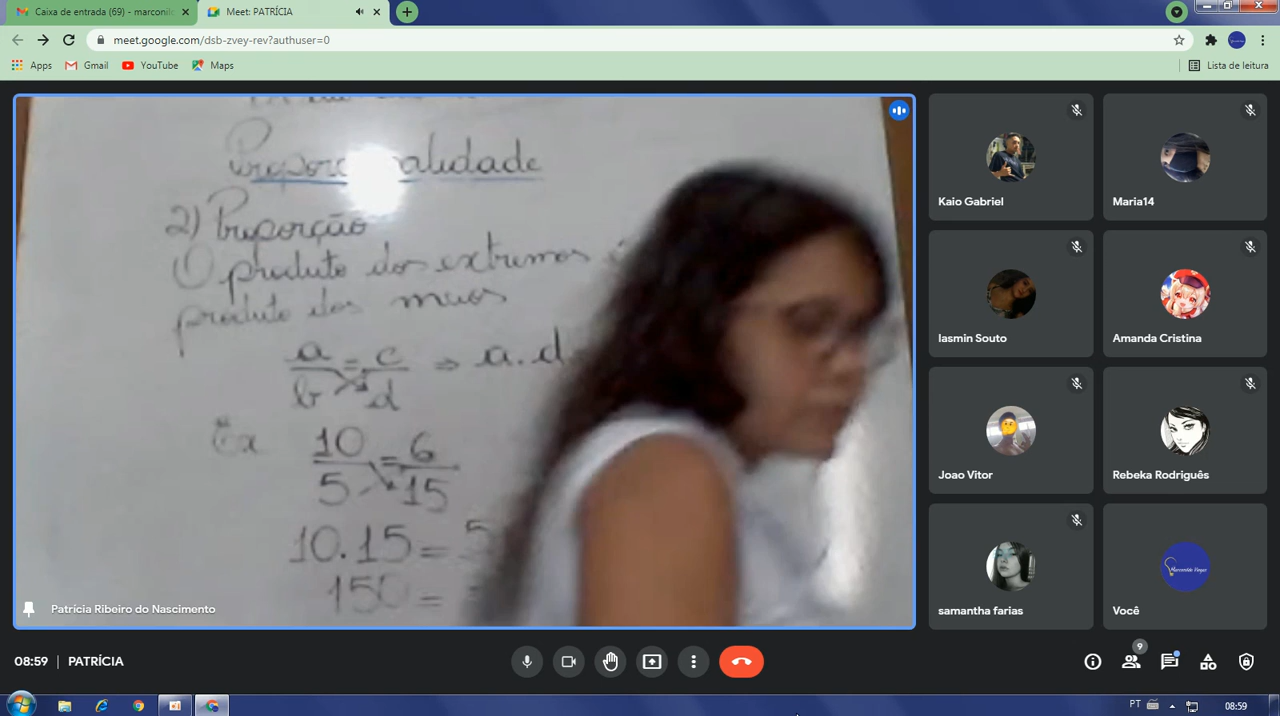 Caixa de entrada (69) - marconil
Meet: PATRÍCIA
meet.google.com/dsb-zvey-rev?authuser=0
Apps Gmail YouTube Maps Lista de leitura
2) Proporção
O produto dos extremos
produto dos meios
a = c ⇒ a.d
b d
Ex 10 = 6
5 15
10.15 = 5
150 =
Patrícia Ribeiro do Nascimento
Kaio Gabriel
Maria14
Iasmin Souto
Amanda Cristina
Joao Vitor
Rebeka Rodriguês
samantha farias
Você
08:59 | PATRÍCIA
9
PT
08:59